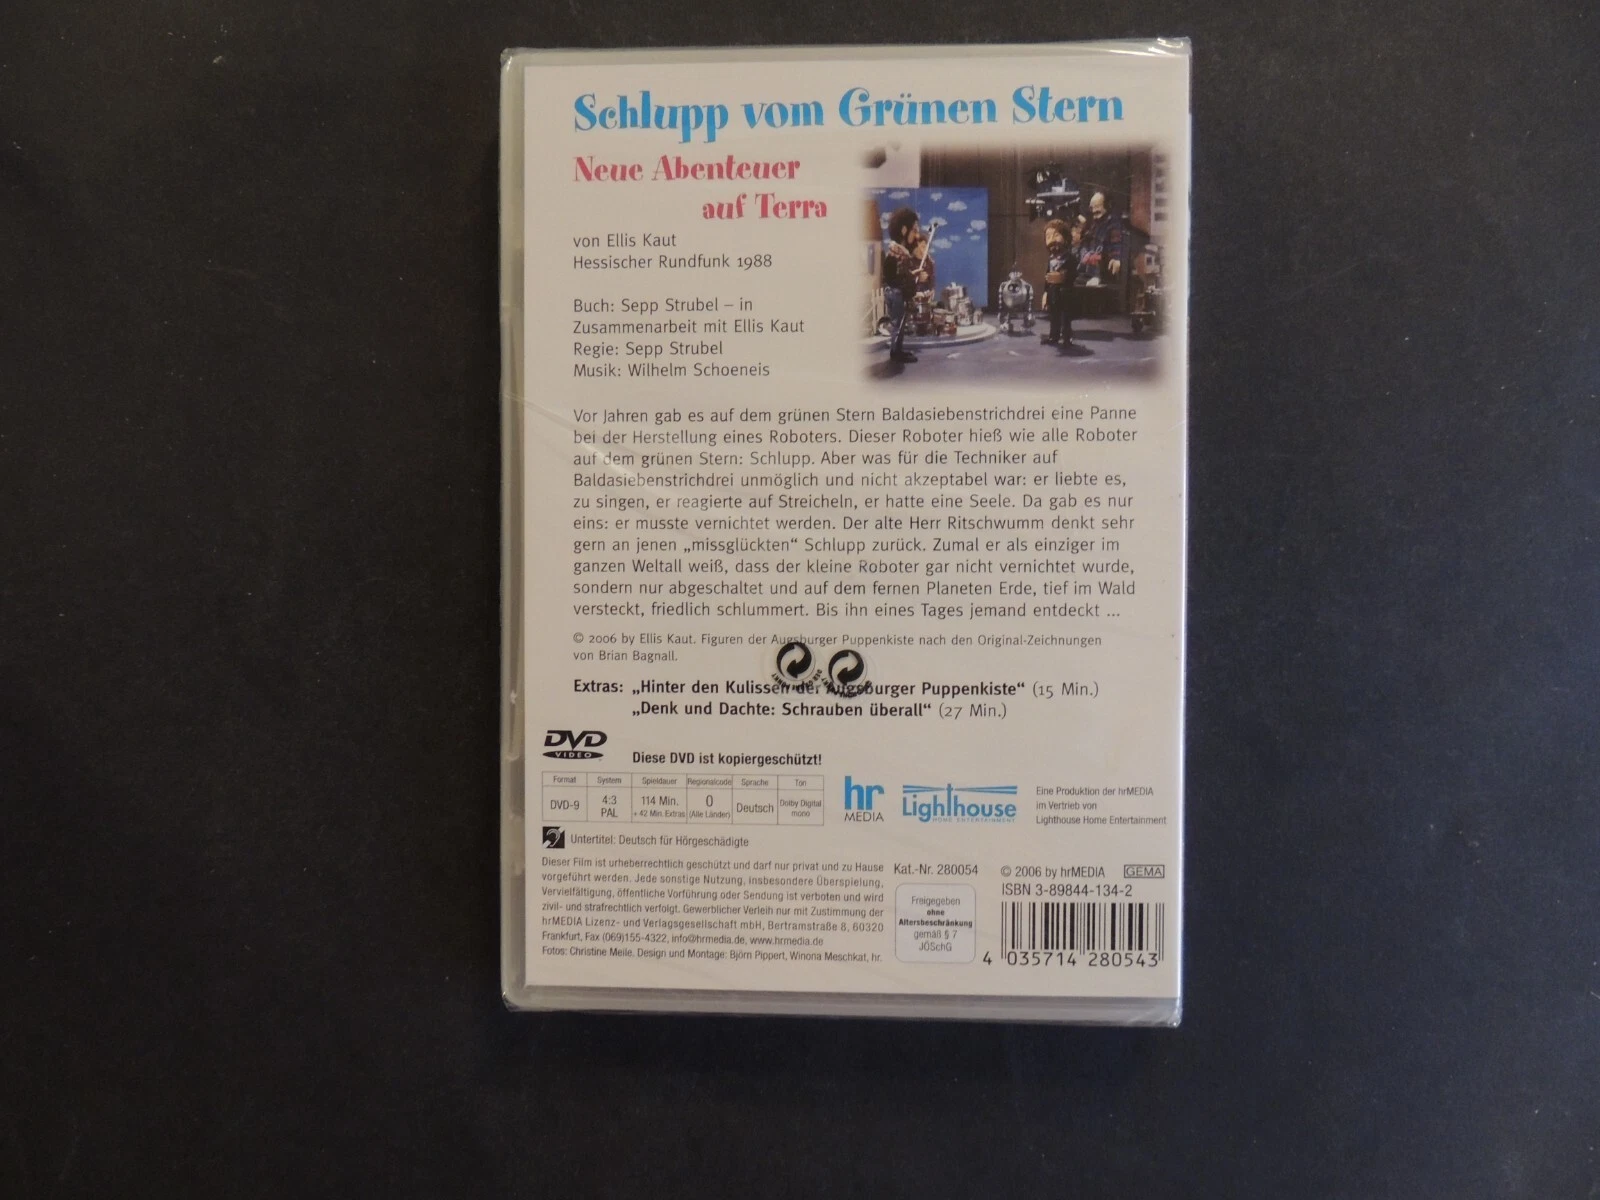 Schlupp vom Grünen Stern
Neue Abenteuer
auf Terra
von Ellis Kaut
Hessischer Rundfunk 1988
Buch: Sepp Strubel – in
Zusammenarbeit mit Ellis Kaut
Regie: Sepp Strubel
Musik: Wilhelm Schoeneis
Vor Jahren gab es auf dem grünen Stern Baldasiebenstrichdrei eine Panne
bei der Herstellung eines Roboters. Dieser Roboter hieß wie alle Roboter
auf dem grünen Stern: Schlupp. Aber was für die Techniker auf
Baldasiebenstrichdrei unmöglich und nicht akzeptabel war: er liebte es,
zu singen, er reagierte auf Streicheln, er hatte eine Seele. Da gab es nur
eins: er musste vernichtet werden. Der alte Herr Ritschwumm denkt sehr
gern an jenen „missglückten“ Schlupp zurück. Zumal er als einziger im
ganzen Weltall weiß, dass der kleine Roboter gar nicht vernichtet wurde,
sondern nur abgeschaltet und auf dem fernen Planeten Erde, tief im Wald
versteckt, friedlich schlummert. Bis ihn eines Tages jemand entdeckt ...
© 2006 by Ellis Kaut. Figuren der Augsburger Puppenkiste nach den Original-Zeichnungen
von Brian Bagnall.
Extras: „Hinter den Kulissen der Augsburger Puppenkiste“ (15 Min.)
„Denk und Dachte: Schrauben überall“ (27 Min.)
DVD
VIDEO
Diese DVD ist kopiergeschützt!
Format System Spieldauer Regionalcode Sprache Ton
DVD-9 4:3 PAL 114 Min. + 42 Min. Extras 0 (Alle Länder) Deutsch Dolby Digital mono
hr
MEDIA
Lighthouse
HOME ENTERTAINMENT
Eine Produktion der hrMEDIA
im Vertrieb von
Lighthouse Home Entertainment
Untertitel: Deutsch für Hörgeschädigte
Dieser Film ist urheberrechtlich geschützt und darf nur privat und zu Hause
vorgeführt werden. Jede sonstige Nutzung, insbesondere Überspielung,
Vervielfältigung, öffentliche Vorführung oder Sendung ist verboten und wird
zivil- und strafrechtlich verfolgt. Gewerblicher Verleih nur mit Zustimmung der
hrMEDIA Lizenz- und Verlagsgesellschaft mbH, Bertramstraße 8, 60320
Frankfurt, Fax (069)155-4322, info@hrmedia.de, www.hrmedia.de
Fotos: Christine Meile. Design und Montage: Björn Pippert, Winona Meschkat, hr.
Kat.-Nr. 280054
© 2006 by hrMEDIA GEMA
ISBN 3-89844-134-2
Freigegeben
ohne
Altersbeschränkung
gemäß § 7
JÖSchG
4 035714 280543